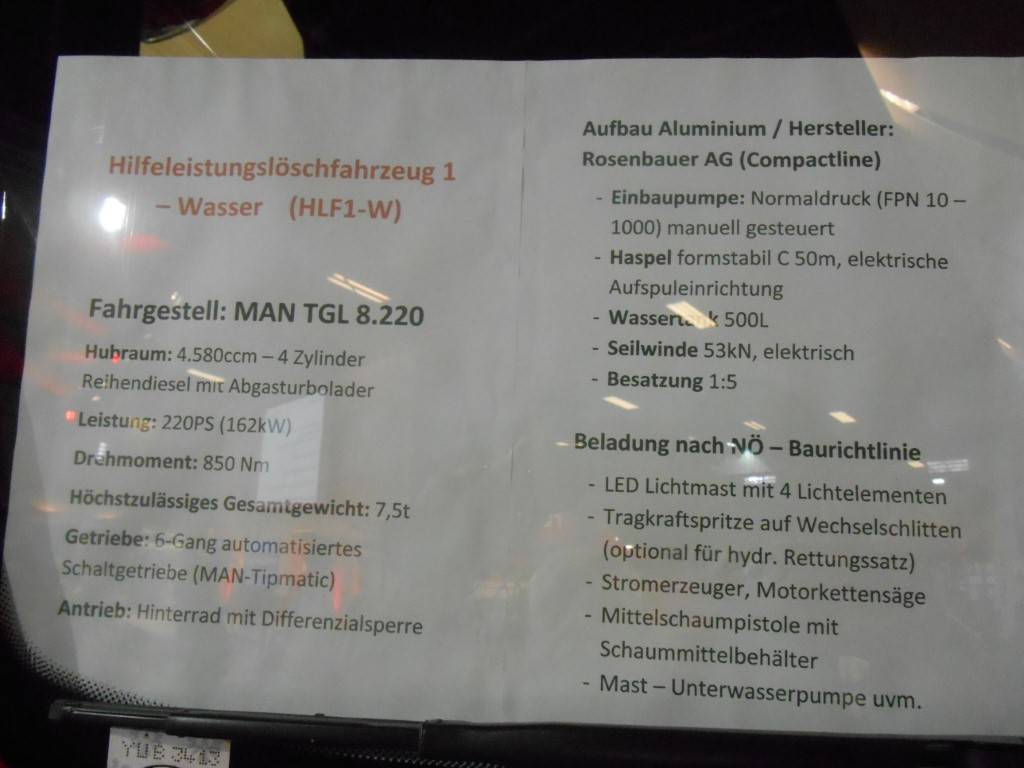 Hilfeleistungslöschfahrzeug 1
– Wasser (HLF1-W)
Fahrgestell: MAN TGL 8.220
Hubraum: 4.580ccm – 4 Zylinder
Reihendiesel mit Abgasturbolader
Leistung: 220PS (162kW)
Drehmoment: 850 Nm
Höchstzulässiges Gesamtgewicht: 7,5t
Getriebe: 6-Gang automatisiertes
Schaltgetriebe (MAN-Tipmatic)
Antrieb: Hinterrad mit Differenzialsperre
Aufbau Aluminium / Hersteller:
Rosenbauer AG (Compactline)
- Einbaupumpe: Normaldruck (FPN 10 –
1000) manuell gesteuert
- Haspel formstabil C 50m, elektrische
Aufspuleinrichtung
- Wassertank 500L
- Seilwinde 53kN, elektrisch
- Besatzung 1:5
Beladung nach NÖ – Baurichtlinie
- LED Lichtmast mit 4 Lichtelementen
- Tragkraftspritze auf Wechselschlitten
(optional für hydr. Rettungssatz)
- Stromerzeuger, Motorkettensäge
- Mittelschaumpistole mit
Schaummittelbehälter
- Mast – Unterwasserpumpe uvm.
YUB 3413